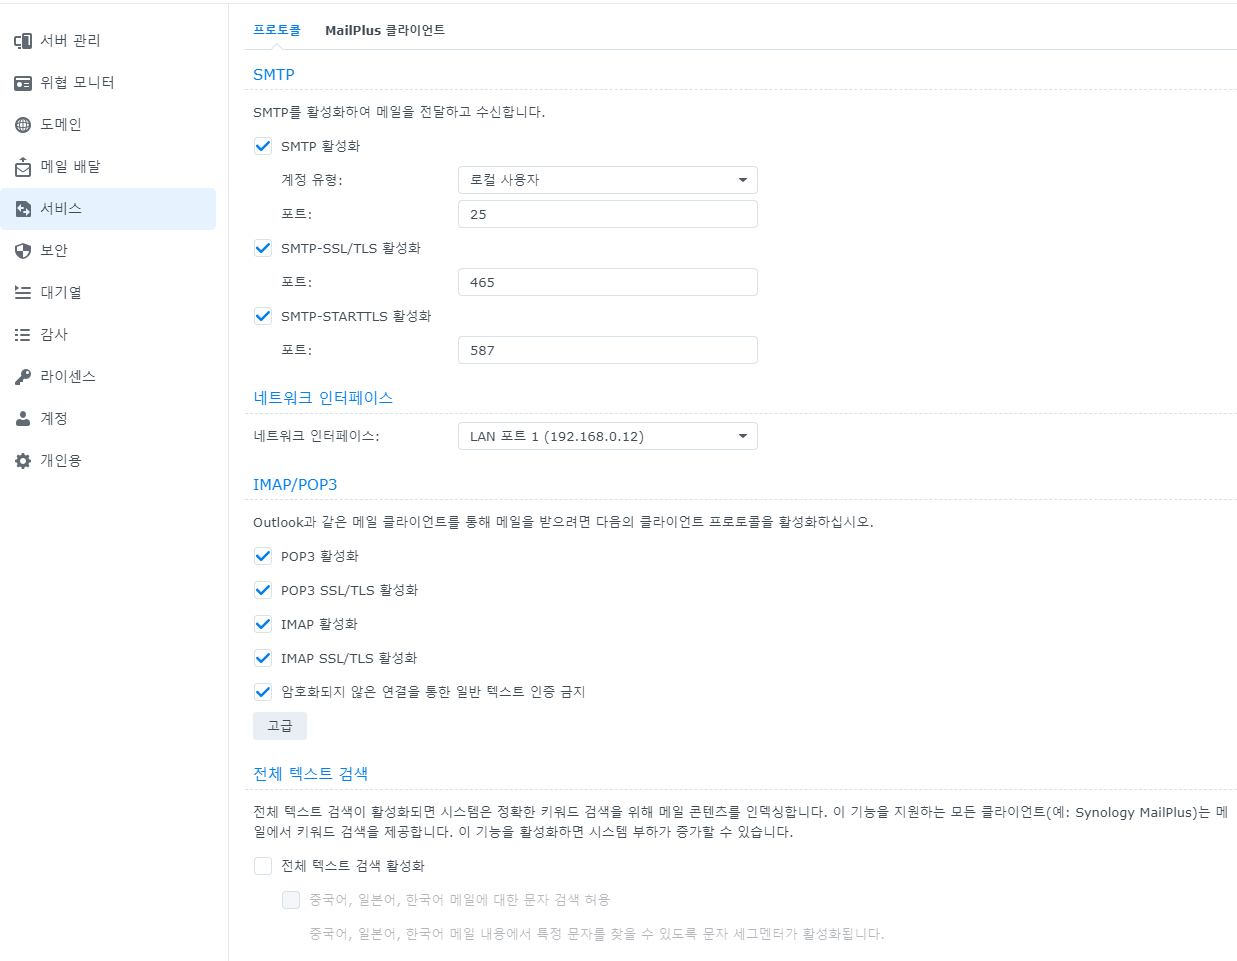 서버 관리
위협 모니터
도메인
메일 배달
서비스
보안
대기열
감사
라이센스
계정
개인용
프로토콜 MailPlus 클라이언트
SMTP
SMTP를 활성화하여 메일을 전달하고 수신합니다.
SMTP 활성화
계정 유형: 로컬 사용자
포트: 25
SMTP-SSL/TLS 활성화
포트: 465
SMTP-STARTTLS 활성화
포트: 587
네트워크 인터페이스
네트워크 인터페이스: LAN 포트 1 (192.168.0.12)
IMAP/POP3
Outlook과 같은 메일 클라이언트를 통해 메일을 받으려면 다음의 클라이언트 프로토콜을 활성화하십시오.
POP3 활성화
POP3 SSL/TLS 활성화
IMAP 활성화
IMAP SSL/TLS 활성화
암호화되지 않은 연결을 통한 일반 텍스트 인증 금지
고급
전체 텍스트 검색
전체 텍스트 검색이 활성화되면 시스템은 정확한 키워드 검색을 위해 메일 콘텐츠를 인덱싱합니다. 이 기능을 지원하는 모든 클라이언트(예: Synology MailPlus)는 메
일에서 키워드 검색을 제공합니다. 이 기능을 활성화하면 시스템 부하가 증가할 수 있습니다.
전체 텍스트 검색 활성화
중국어, 일본어, 한국어 메일에 대한 문자 검색 허용
중국어, 일본어, 한국어 메일 내용에서 특정 문자를 찾을 수 있도록 문자 세그멘터가 활성화됩니다.